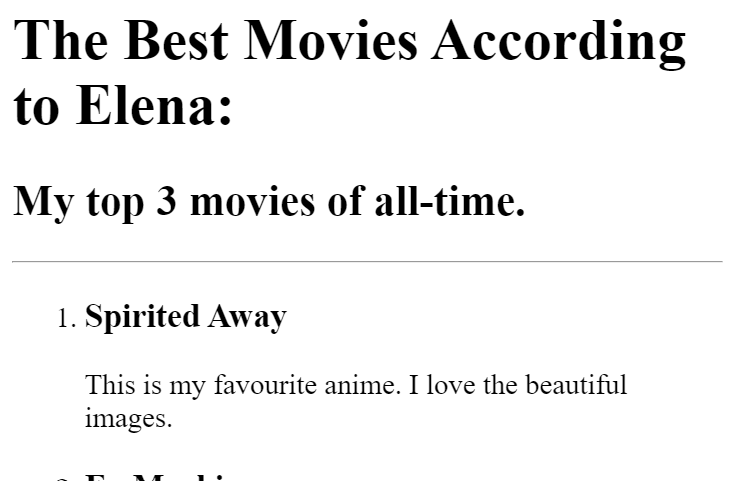 The Best Movies According
to Elena:
My top 3 movies of all-time.
1. Spirited Away
This is my favourite anime. I love the beautiful
images.